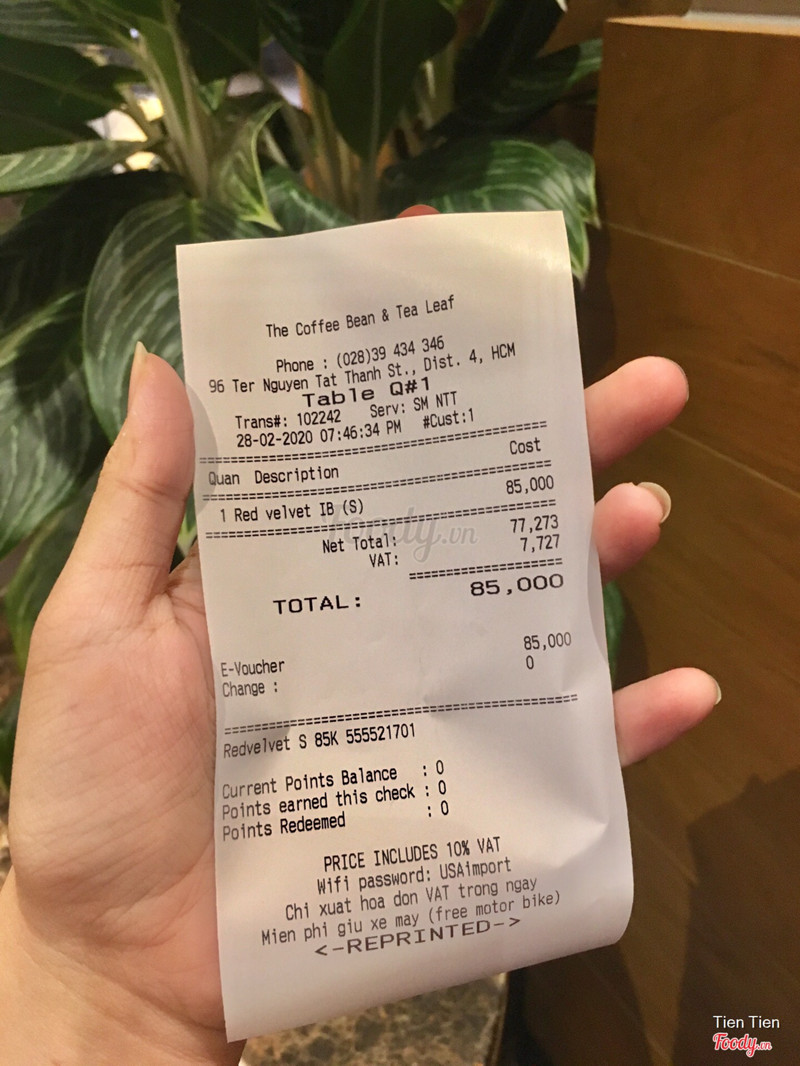 The Coffee Bean & Tea Leaf
Phone : (028)39 434 346
96 Ter Nguyen Tat Thanh St., Dist. 4, HCM
Table Q#1
Trans#: 102242 Serv: SM NTT
28-02-2020 07:46:34 PM #Cust:1
================================================
Quan Description Cost
================================================
1 Red velvet IB (S) 85,000
================================================
Net Total: 77,273
VAT: 7,727
====================
TOTAL: 85,000
E-Voucher 85,000
Change : 0
================================================
Redvelvet S 85K 555521701
Current Points Balance : 0
Points earned this check : 0
Points Redeemed : 0
PRICE INCLUDES 10% VAT
Wifi password: USAimport
Chi xuat hoa don VAT trong ngay
Mien phi giu xe may (free motor bike)
<-REPRINTED->
Foody.vn
Tien Tien
Foody.vn